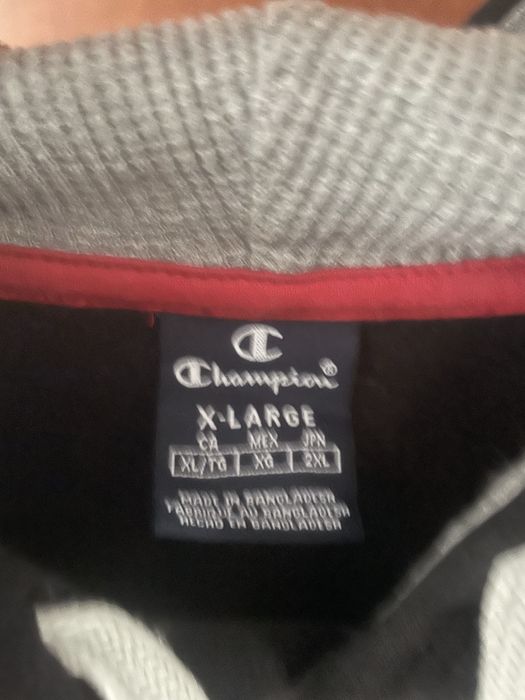 C
Champion®
X-LARGE
CA MEX JPN
XL/TG XG 2XL
MADE IN BANGLADESH
FABRIQUÉ AU BANGLADESH
HECHO EN BANGLADESH